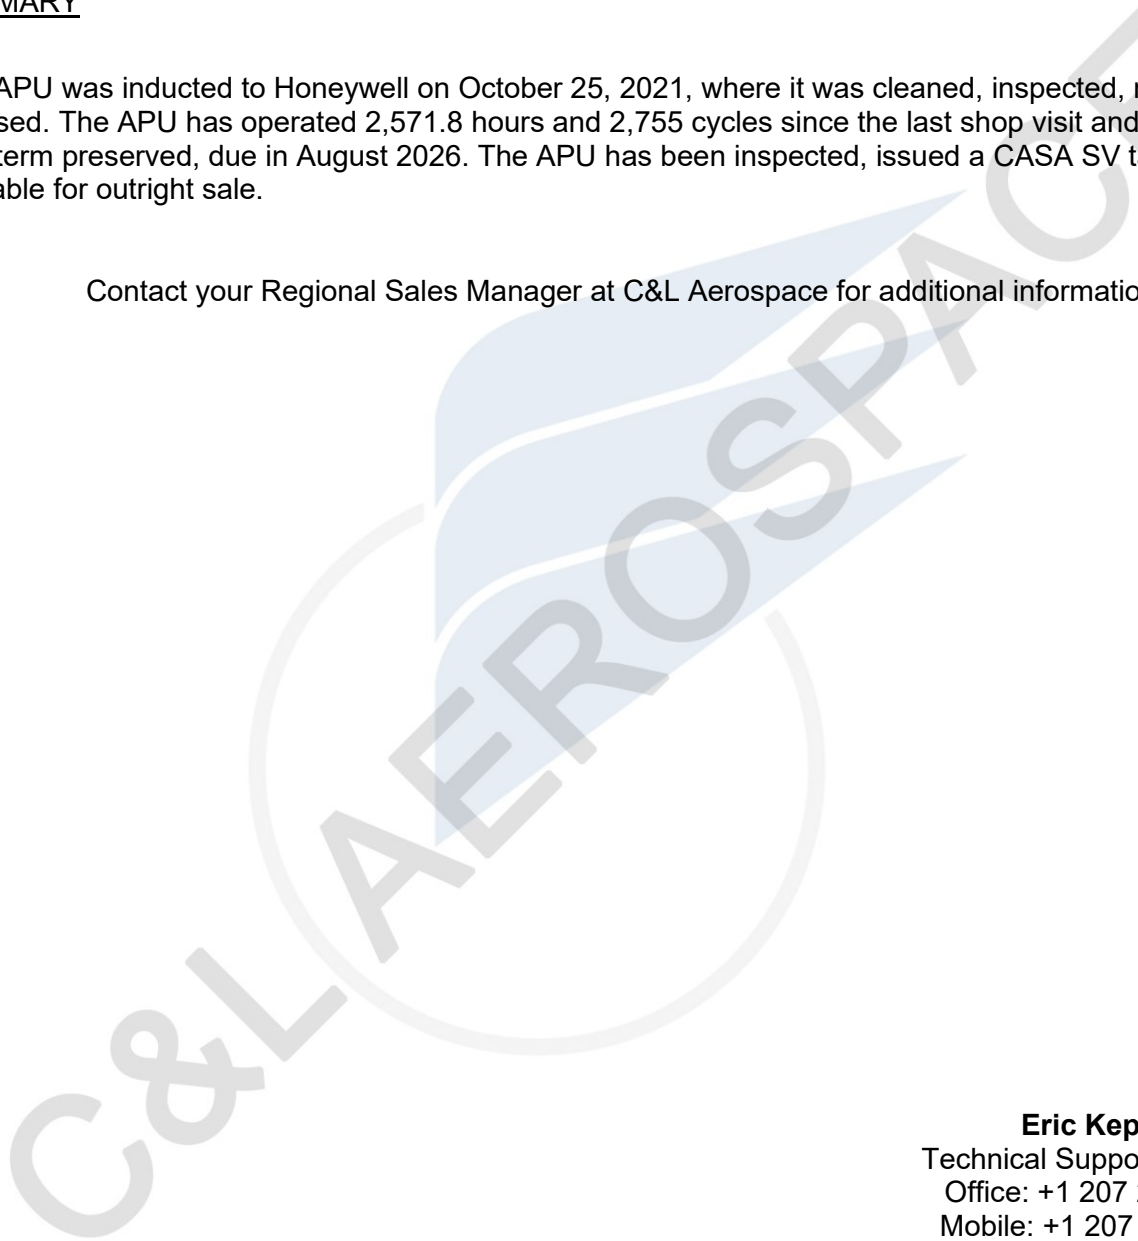 MARY
APU was inducted to Honeywell on October 25, 2021, where it was cleaned, inspected,
sed. The APU has operated 2,571.8 hours and 2,755 cycles since the last shop visit and
term preserved, due in August 2026. The APU has been inspected, issued a CASA SV
able for outright sale.
Contact your Regional Sales Manager at C&L Aerospace for additional informatio
C&L AEROSPACE
Eric Kep
Technical Suppo
Office: +1 207
Mobile: +1 207